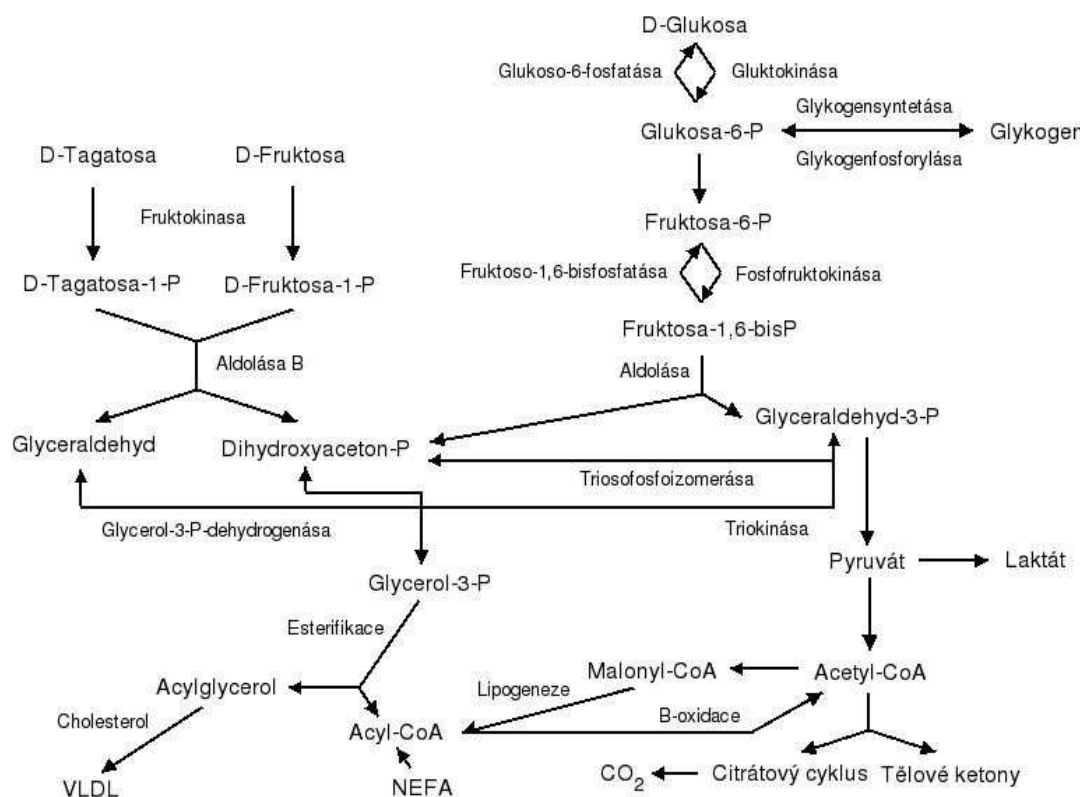 D-Glukosa
Glukoso-6-fosfatása
Gluktokinása
Glykogensyntetása
Glukosa-6-P
Glykogen
Glykogenfosforylása
D-Tagatosa
D-Fruktosa
Fruktokinasa
Fruktosa-6-P
Fruktoso-1,6-bisfosfatása
Fosfofruktokinása
D-Tagatosa-1-P
D-Fruktosa-1-P
Fruktosa-1,6-bisP
Aldolása B
Aldolása
Glyceraldehyd
Dihydroxyaceton-P
Glyceraldehyd-3-P
Triosofosfoizomerása
Glycerol-3-P-dehydrogenása
Triokinása
Glycerol-3-P
Pyruvát
Laktát
Esterifikace
Acylglycerol
Malonyl-CoA
Acetyl-CoA
Lipogeneze
Cholesterol
B-oxidace
Acyl-CoA
VLDL
NEFA
CO2
Citrátový cyklus
Tělové ketony